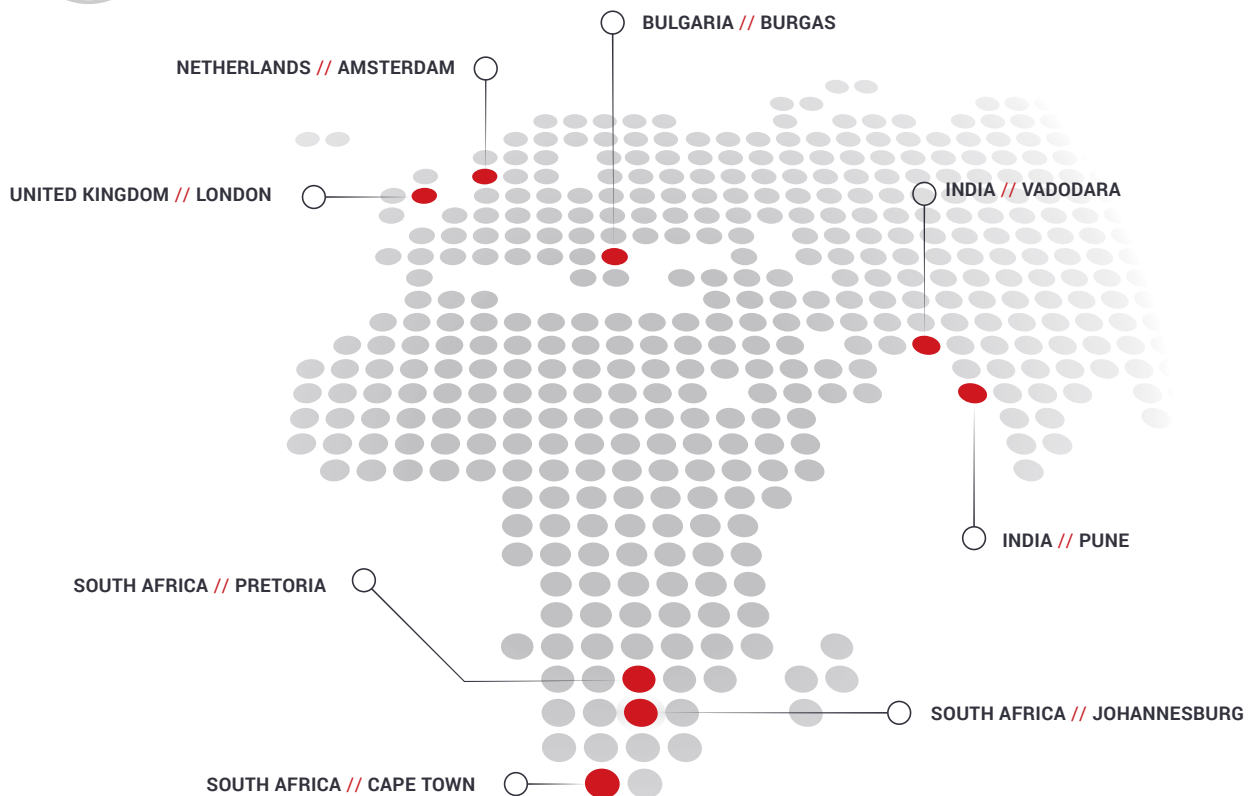 BULGARIA // BURGAS
NETHERLANDS // AMSTERDAM
UNITED KINGDOM // LONDON
INDIA // VADODARA
INDIA // PUNE
SOUTH AFRICA // PRETORIA
SOUTH AFRICA // JOHANNESBURG
SOUTH AFRICA // CAPE TOWN